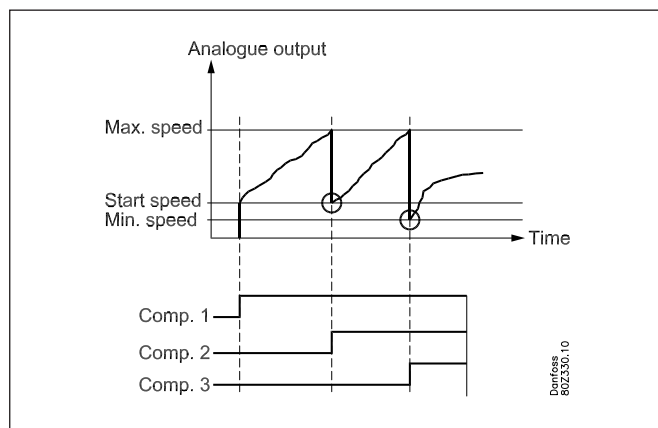 Analogue output
Max. speed
Start speed
Min. speed
Time
Comp. 1
Comp. 2
Comp. 3
Danfoss
80Z330.10